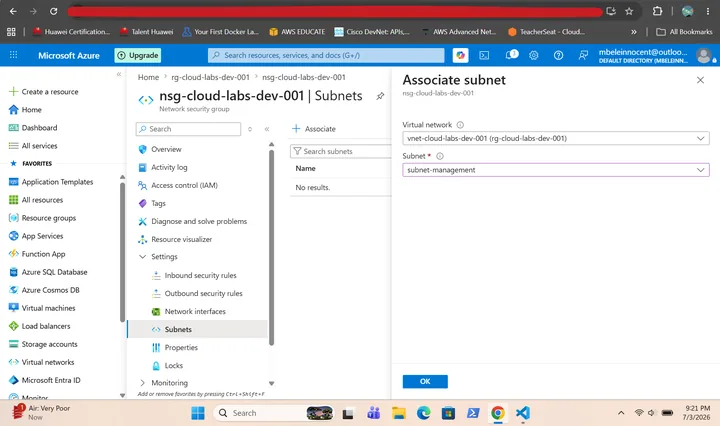 Huawei Certification...
Talent Huawei
Your First Docker La...
AWS EDUCATE
Cisco DevNet: APIs,...
AWS Advanced Netw...
TeacherSeat - Cloud...
All Bookmarks
Microsoft Azure
Upgrade
Search resources, services, and docs (G+/)
1
mbeleinnocent@outloo...
DEFAULT DIRECTORY (MBELEINN...
Create a resource
Home
Dashboard
All services
FAVORITES
Application Templates
All resources
Resource groups
App Services
Function App
Azure SQL Database
Azure Cosmos DB
Virtual machines
Load balancers
Storage accounts
Virtual networks
Microsoft Entra ID
Monitor
Home > rg-cloud-labs-dev-001 > nsg-cloud-labs-dev-001
nsg-cloud-labs-dev-001 | Subnets
Network security group
Search
Overview
Activity log
Access control (IAM)
Tags
Diagnose and solve problems
Resource visualizer
Settings
Inbound security rules
Outbound security rules
Network interfaces
Subnets
Properties
Locks
Monitoring
Add or remove favorites by pressing Ctrl+Shift+F
Associate
Search subnets
Name
No results.
Associate subnet
nsg-cloud-labs-dev-001
Virtual network
vnet-cloud-labs-dev-001 (rg-cloud-labs-dev-001)
Subnet *
subnet-management
OK
1
Air: Very Poor
Now
Search
9:21 PM
7/3/2026